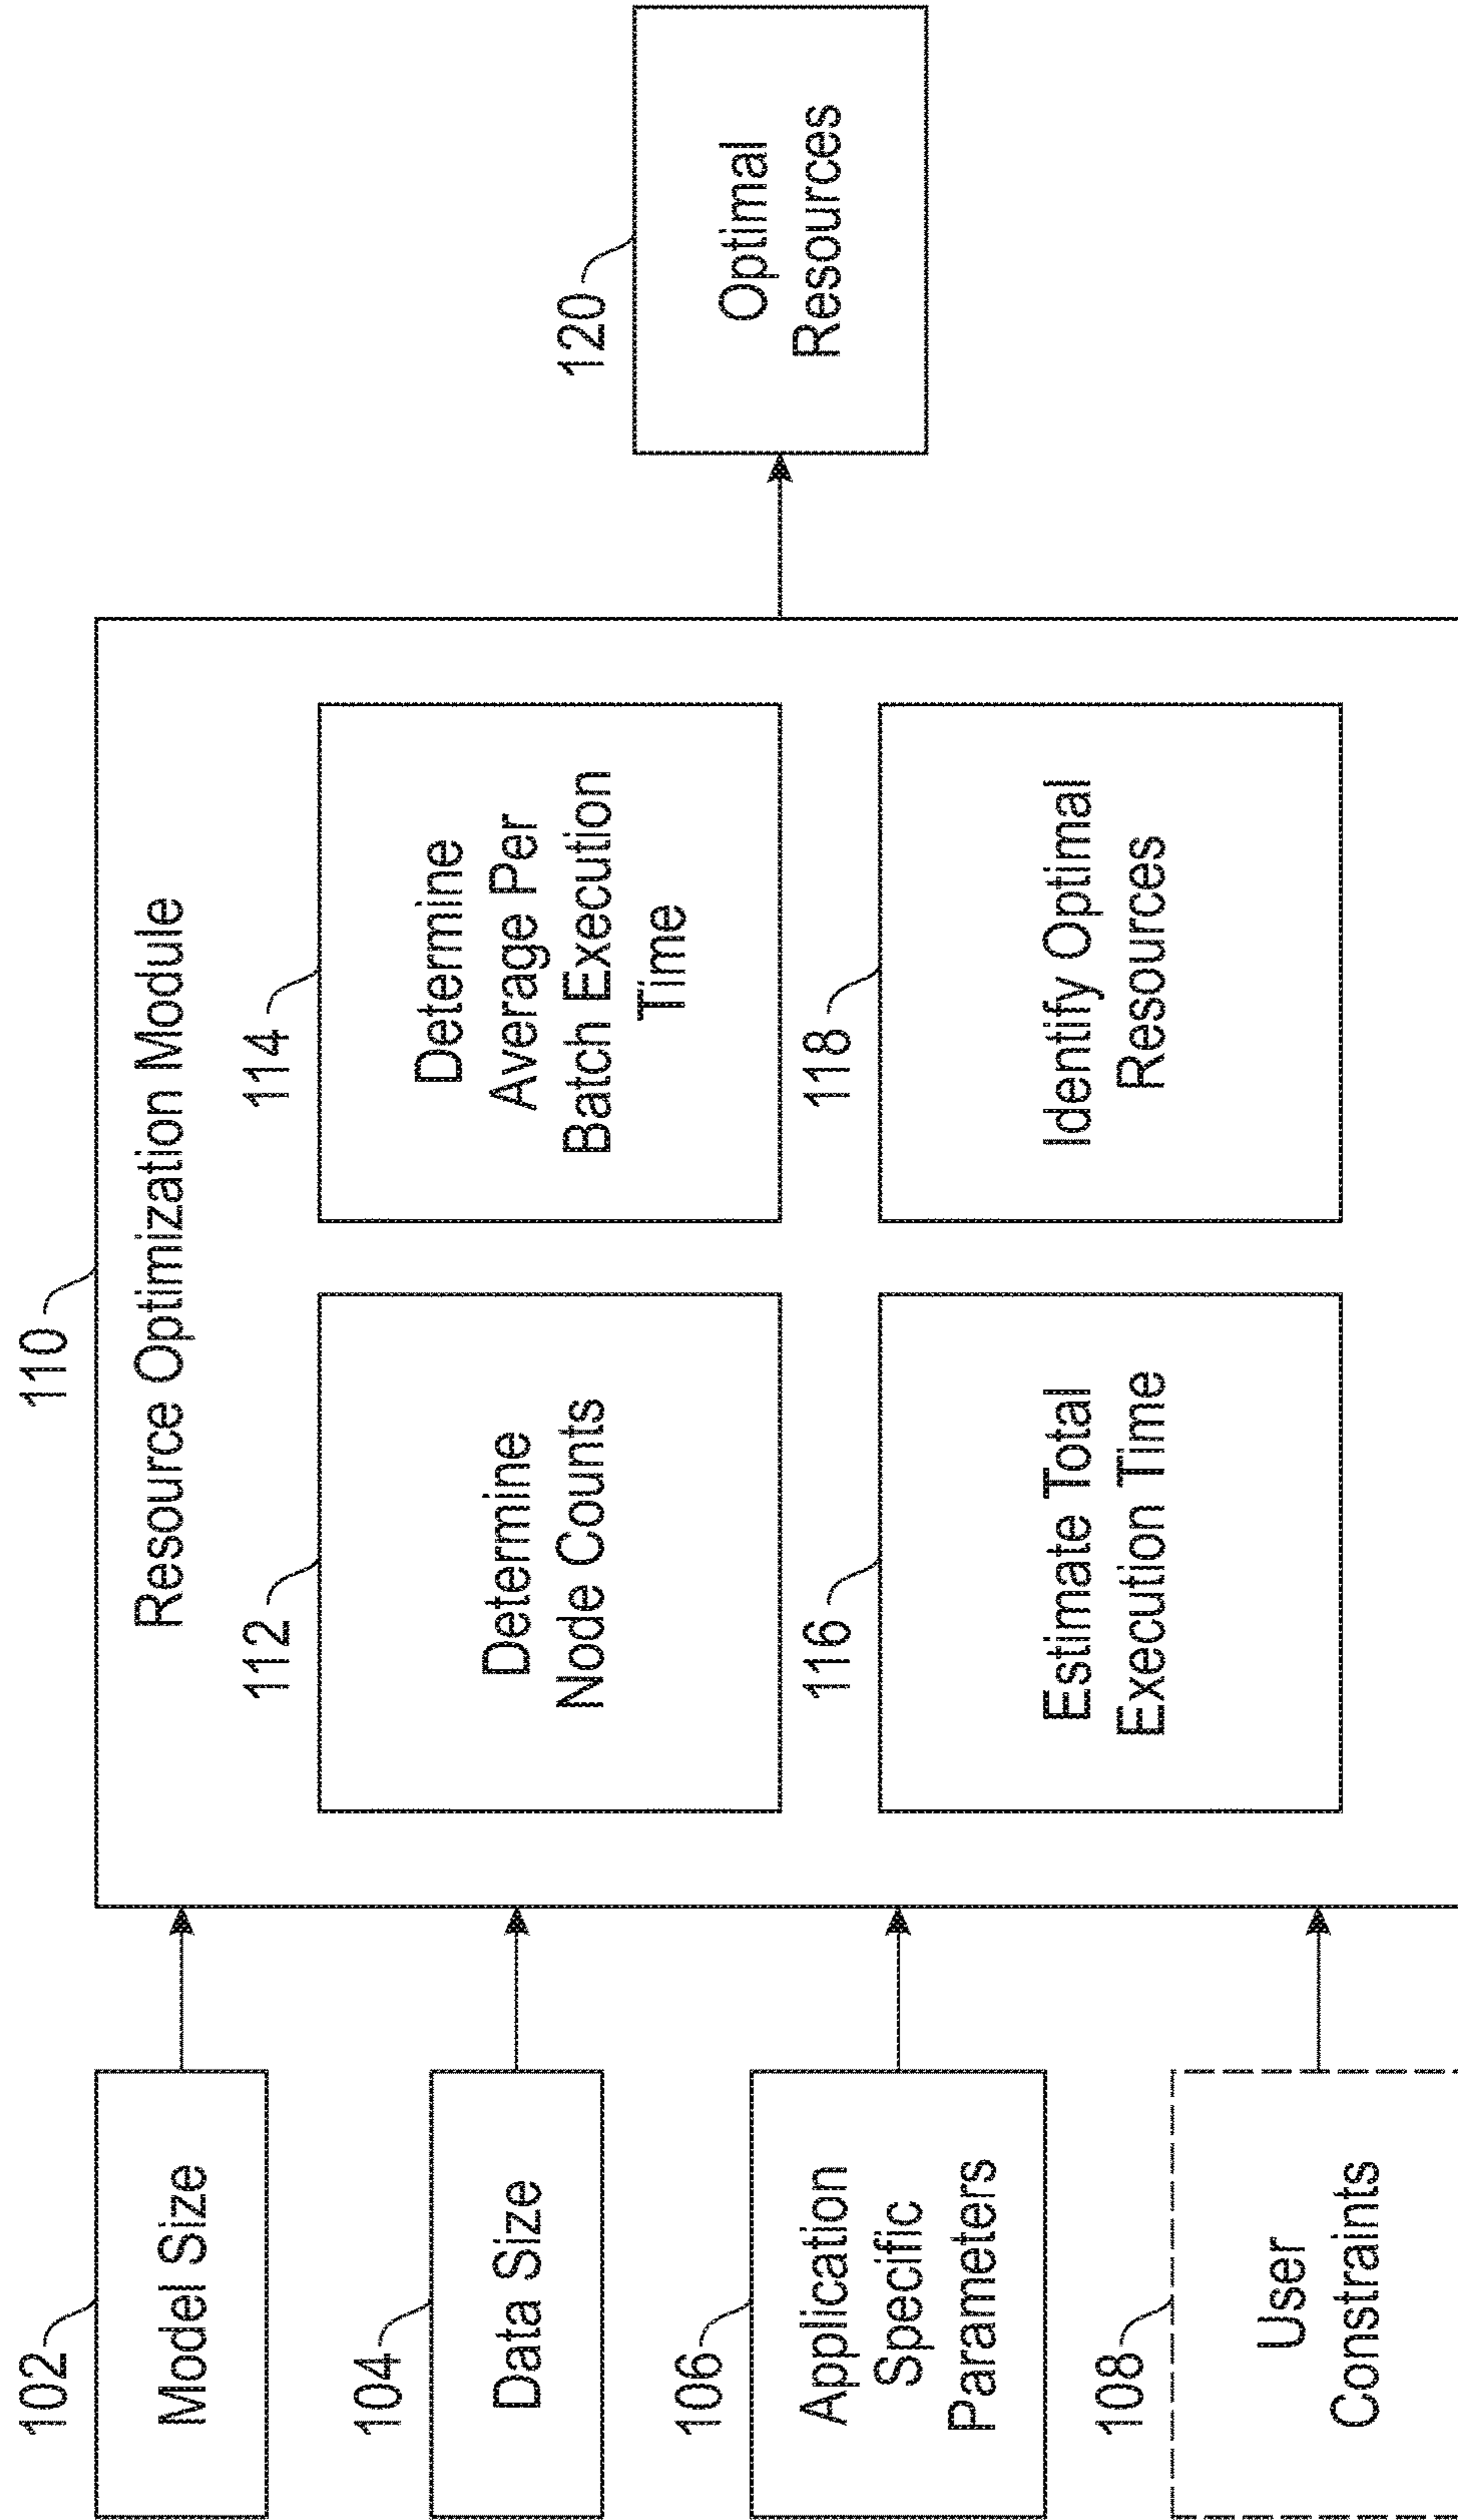 102
Model Size
104
Data Size
106
Application
Specific
Parameters
108
User
Constraints
110
Resource Optimization Module
112
Determine
Node Counts
114
Determine
Average Per
Batch Execution
Time
116
Estimate Total
Execution Time
118
Identify Optimal
Resources
120
Optimal
Resources